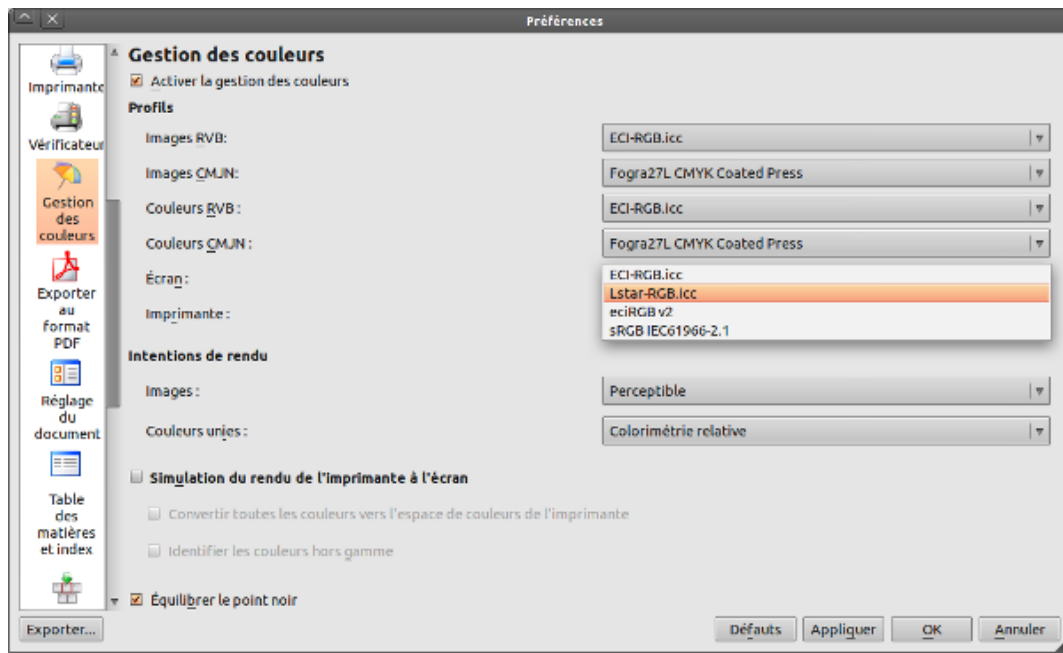 Préférences
Imprimante
Vérificateur
Gestion
des
couleurs
Exporter
au
format
PDF
Réglage
du
document
Table
des
matières
et index
Gestion des couleurs
Activer la gestion des couleurs
Profils
Images RVB: ECI-RGB.icc
Images CMJN: Fogra27L CMYK Coated Press
Couleurs RVB : ECI-RGB.icc
Couleurs CMJN : Fogra27L CMYK Coated Press
Écran : ECI-RGB.icc
Lstar-RGB.icc
Imprimante : eciRGB v2
sRGB IEC61966-2.1
Intentions de rendu
Images : Perceptible
Couleurs unies : Colorimétrie relative
Simulation du rendu de l'imprimante à l'écran
Convertir toutes les couleurs vers l'espace de couleurs de l'imprimante
Identifier les couleurs hors gamme
Équilibrer le point noir
Exporter... Défauts Appliquer OK Annuler